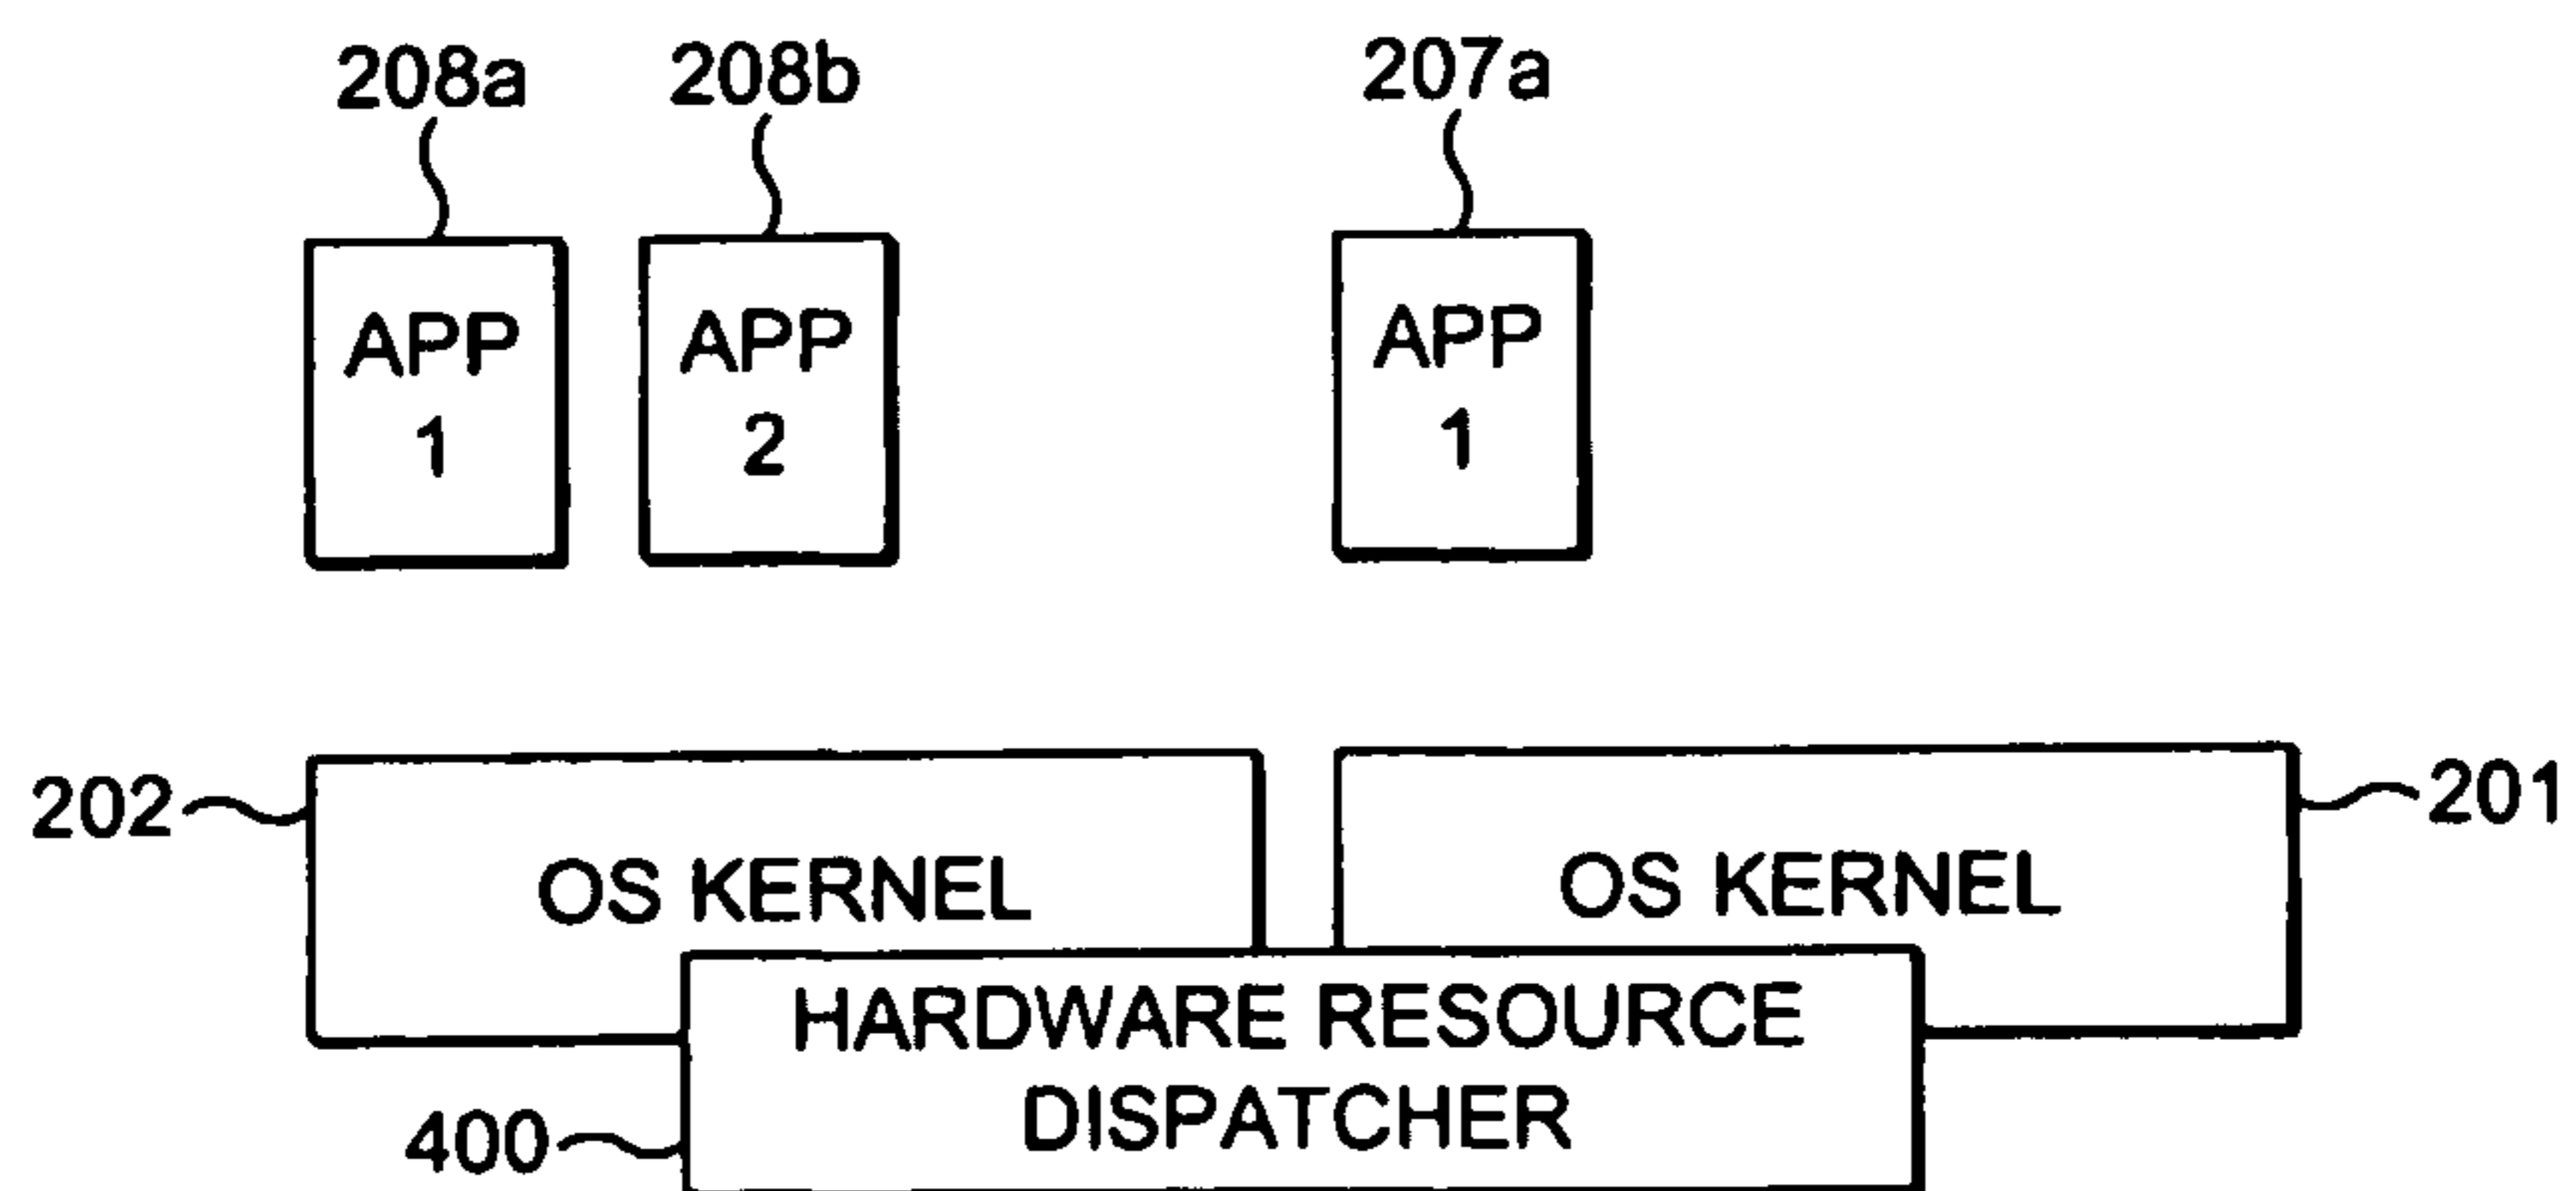 208a 208b 207a
APP
1
APP
2
APP
1
202
OS KERNEL
OS KERNEL
201
HARDWARE RESOURCE
DISPATCHER
400